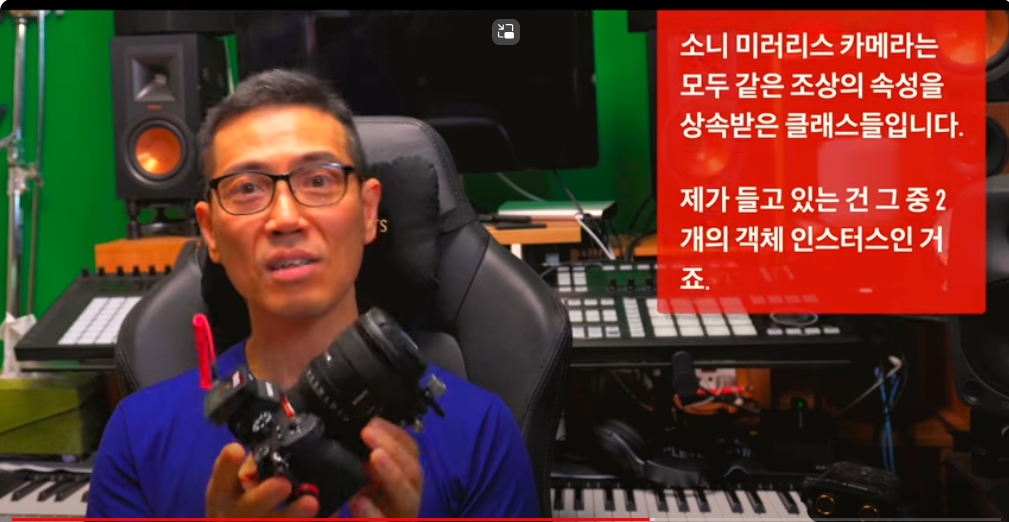 소니 미러리스 카메라는
모두 같은 조상의 속성을
상속받은 클래스들입니다.
제가 들고 있는 건 그 중 2
개의 객체 인스터스인 거
죠.